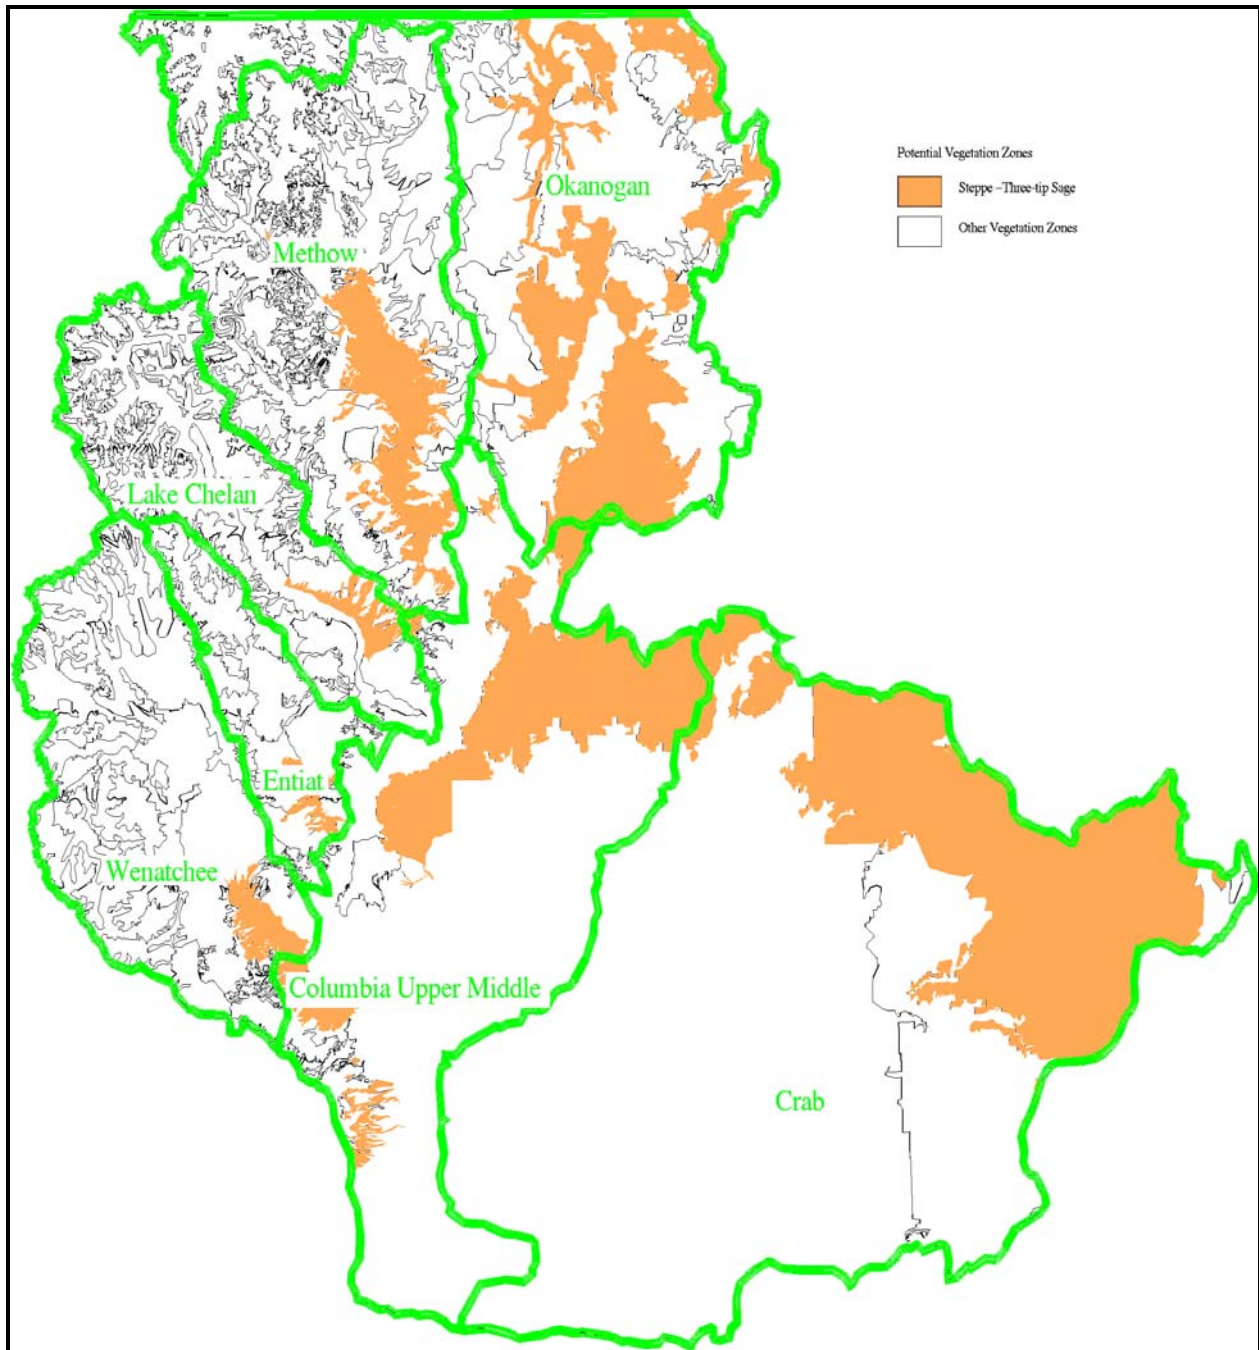 Potential Vegetation Zones
Steppe –Three-tip Sage
Other Vegetation Zones
Okanogan
Methow
Lake Chelan
Entiat
Wenatchee
Columbia Upper Middle
Crab